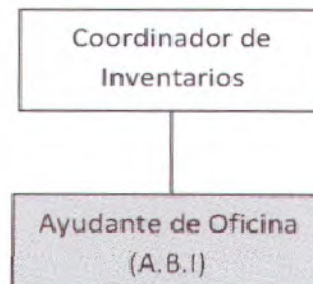 Coordinador de
Inventarios
Ayudante de Oficina
(A.B.I)